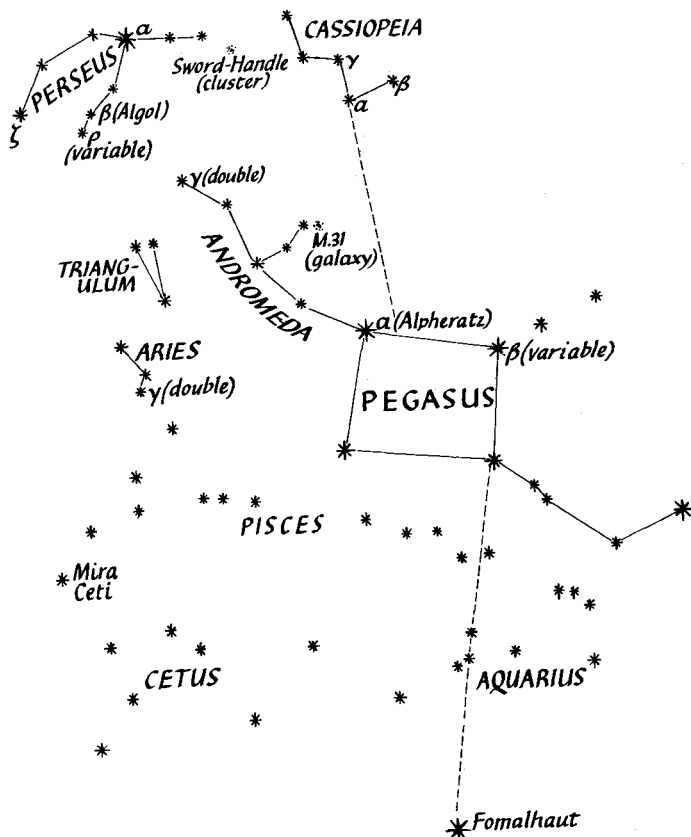 α
CASSIOPEIA
PERSEUS
Sword-Handle
(cluster)
γ
β
α
ζ
β(Algol)
ρ
(variable)
γ(double)
M.31
(galaxy)
ANDROMEDA
TRIANG-
ULUM
α(Alpheratz)
ARIES
β(variable)
γ(double)
PEGASUS
PISCES
Mira
Ceti
CETUS
AQUARIUS
Fomalhaut